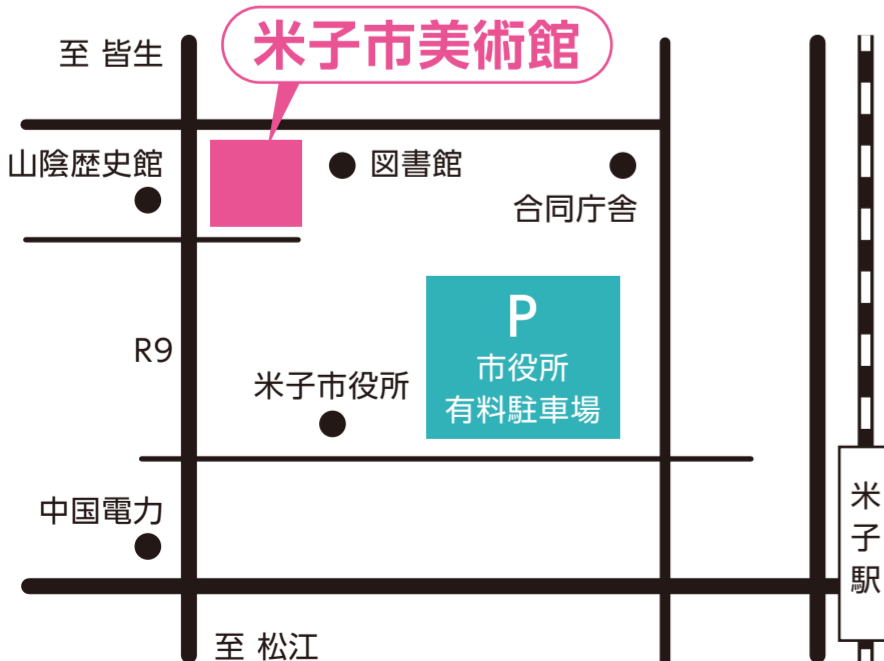 米子市美術館
至 皆生
山陰歴史館
図書館
合同庁舎
P
市役所
有料駐車場
R9
米子市役所
中国電力
米子駅
至 松江